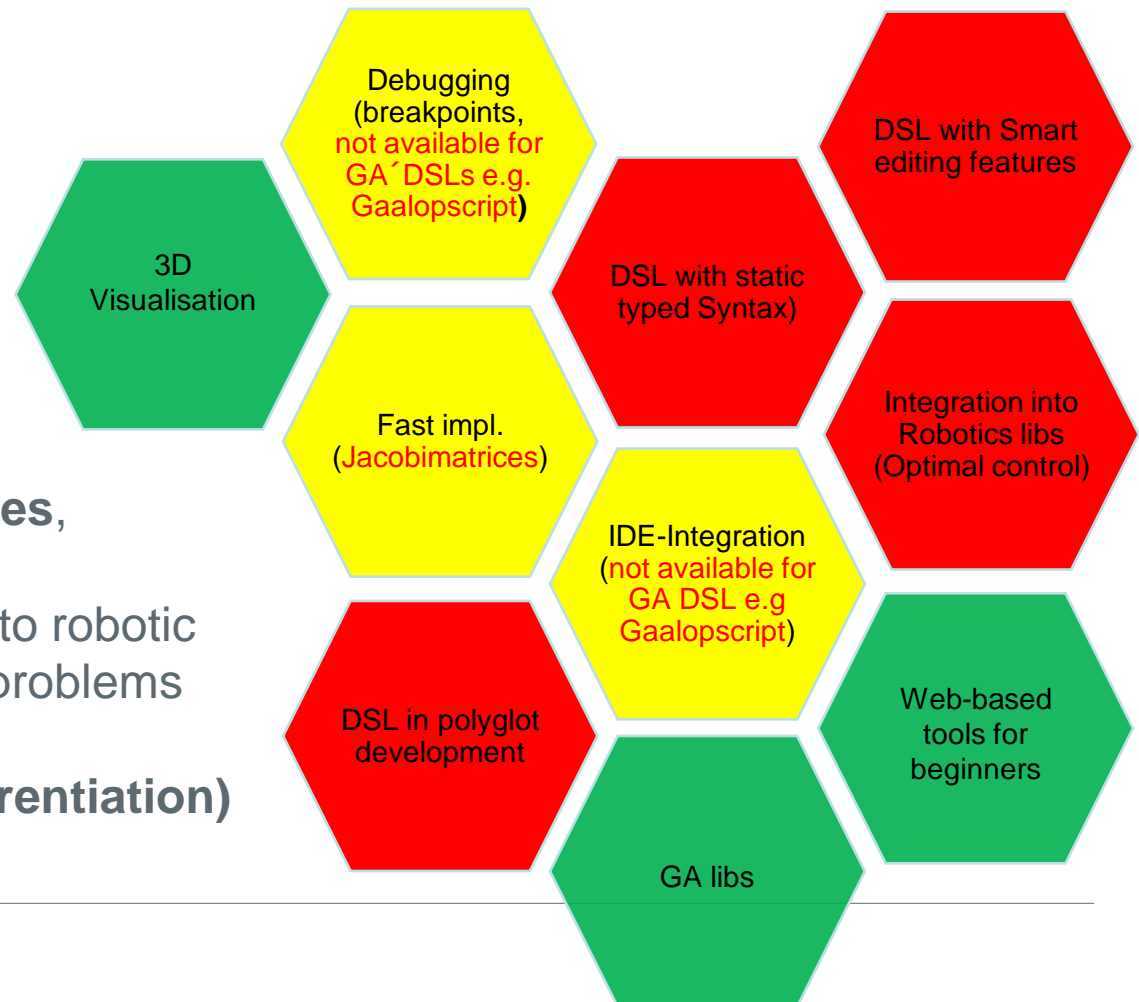 Debugging
(breakpoints,
not available for
GA´DSLs e.g.
Gaalopscript)
DSL with Smart
editing features
3D
Visualisation
DSL with static
typed Syntax)
Fast impl.
(Jacobimatrices)
Integration into
Robotics libs
(Optimal control)
IDE-Integration
(not available for
GA DSL e.g
Gaalopscript)
es,
to robotic
problems
rentiation)
DSL in polyglot
development
Web-based
tools for
beginners
GA libs